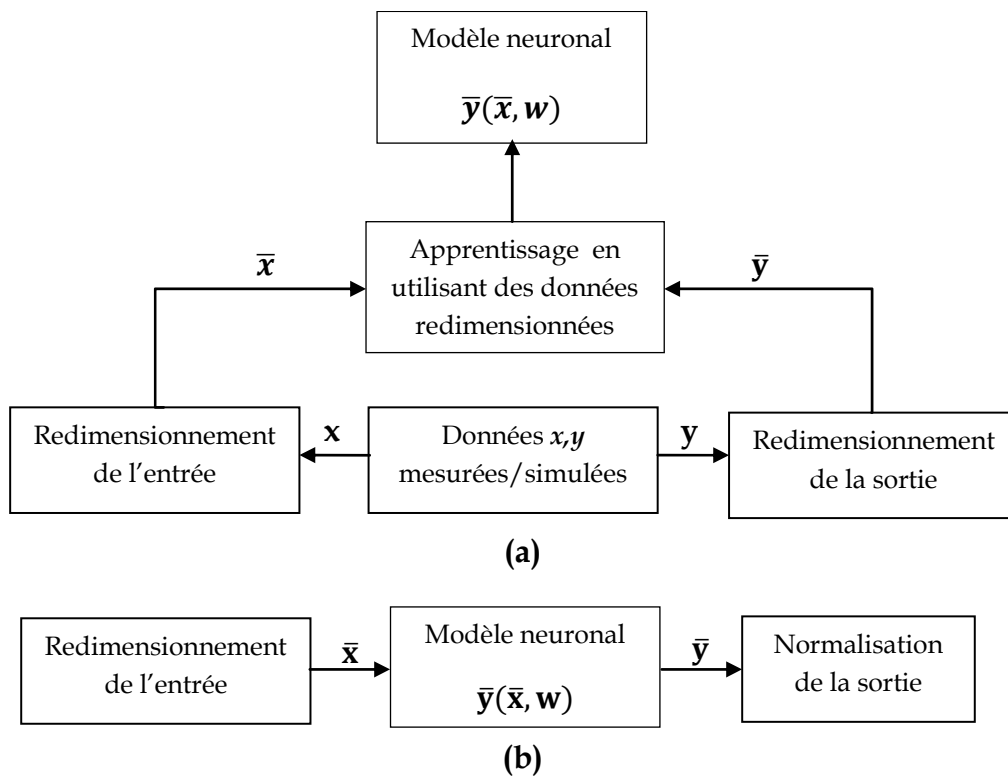 Modèle neuronal
ȳ(x̄, w)
Apprentissage en
utilisant des données
redimensionnées
x̄
ȳ
Redimensionnement
de l'entrée
x
Données x,y
mesurées/simulées
y
Redimensionnement
de la sortie
(a)
Redimensionnement
de l'entrée
x̄
Modèle neuronal
ȳ(x̄, w)
ȳ
Normalisation
de la sortie
(b)